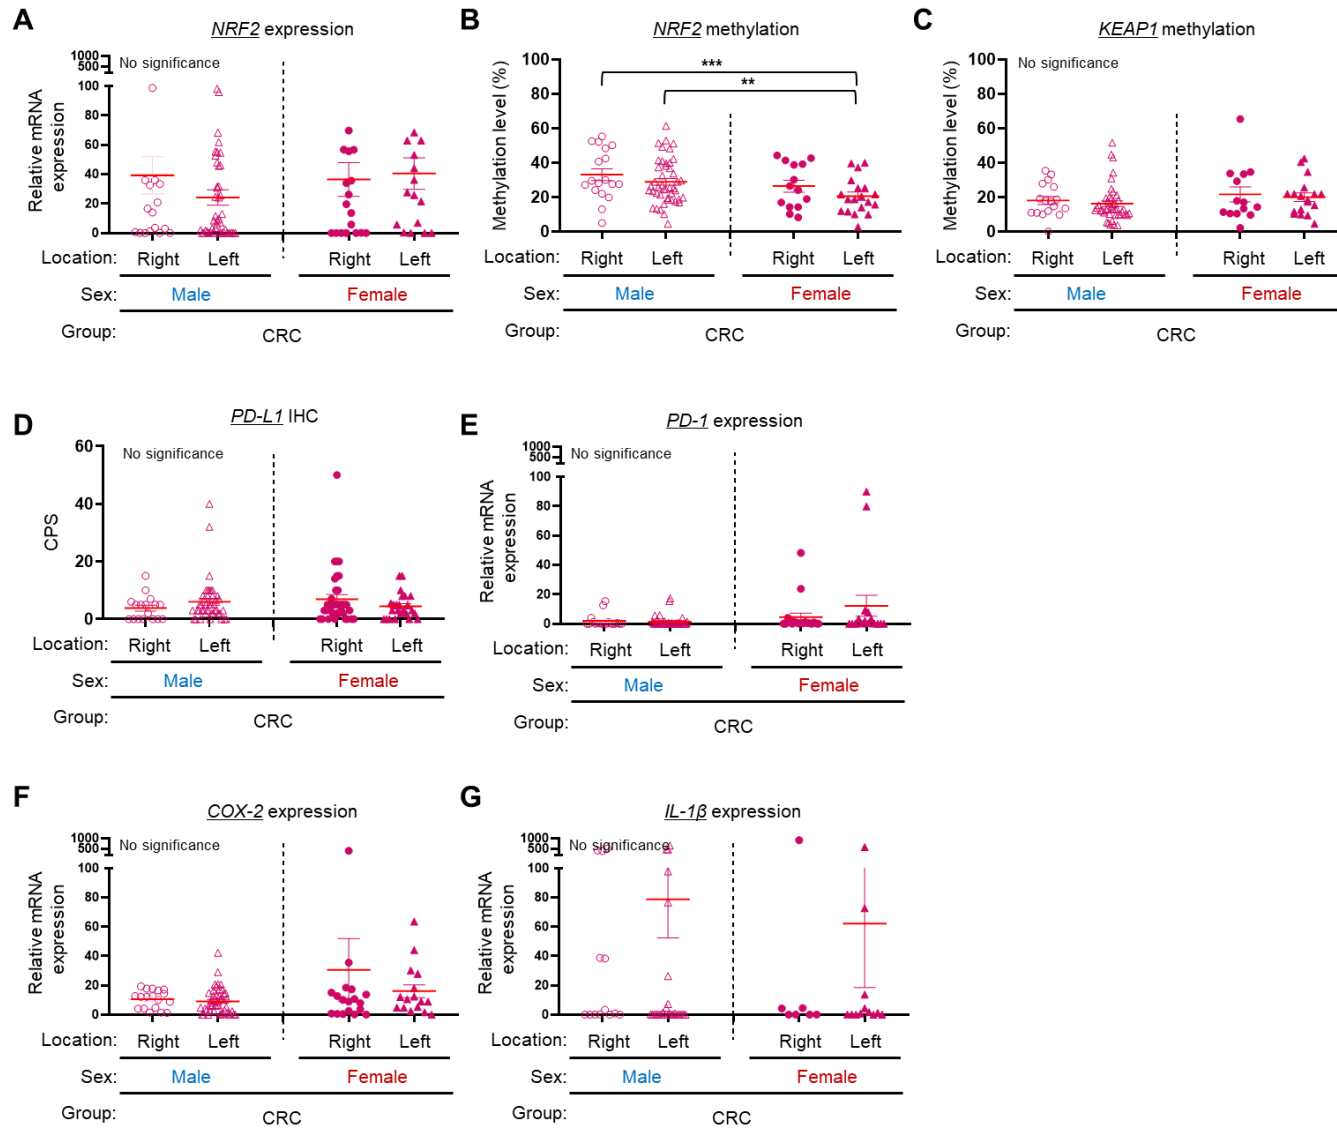 A
NRF2 expression
1000
500
No significance
100
80
60
40
20
0
Relative mRNA
expression
Location: Right Left Right Left
Sex: Male Female
Group: CRC
B
NRF2 methylation
***
**
100
80
60
40
20
0
Methylation level (%)
Location: Right Left Right Left
Sex: Male Female
Group: CRC
C
KEAP1 methylation
No significance
100
80
60
40
20
0
Methylation level (%)
Location: Right Left Right Left
Sex: Male Female
Group: CRC
D
PD-L1 IHC
No significance
60
40
20
0
CPS
Location: Right Left Right Left
Sex: Male Female
Group: CRC
E
PD-1 expression
1000
500
No significance
100
80
60
40
20
0
Relative mRNA
expression
Location: Right Left Right Left
Sex: Male Female
Group: CRC
F
COX-2 expression
1000
500
No significance
100
80
60
40
20
0
Relative mRNA
expression
Location: Right Left Right Left
Sex: Male Female
Group: CRC
G
IL-1β expression
1000
500
No significance
100
80
60
40
20
0
Relative mRNA
expression
Location: Right Left Right Left
Sex: Male Female
Group: CRC